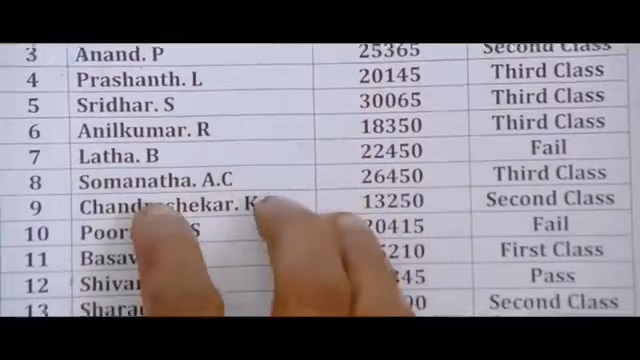 3 Anand. P 25365 Second Class
4 Prashanth. L 20145 Third Class
5 Sridhar. S 30065 Third Class
6 Anilkumar. R 18350 Third Class
7 Latha. B 22450 Fail
8 Somanatha. A.C 26450 Third Class
9 Chandrashekar. K 13250 Second Class
10 S 30415 Fail
11 First Class
12 Pass
13 Second Class